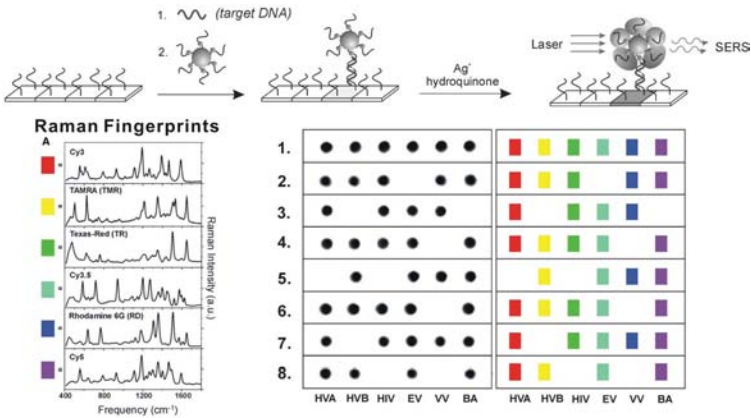 1. (target DNA)
2.
Laser
SERS
Ag+
hydroquinone
Raman Fingerprints
A
Cy3
TAMRA (TMR)
Texas-Red (TR)
Cy3.5
Rhodamine 6G (RD)
Cy5
400 800 1200 1600
Frequency (cm⁻¹)
Raman Intensity (a.u.)
1.
2.
3.
4.
5.
6.
7.
8.
HVA HVB HIV EV VV BA
HVA HVB HIV EV VV BA